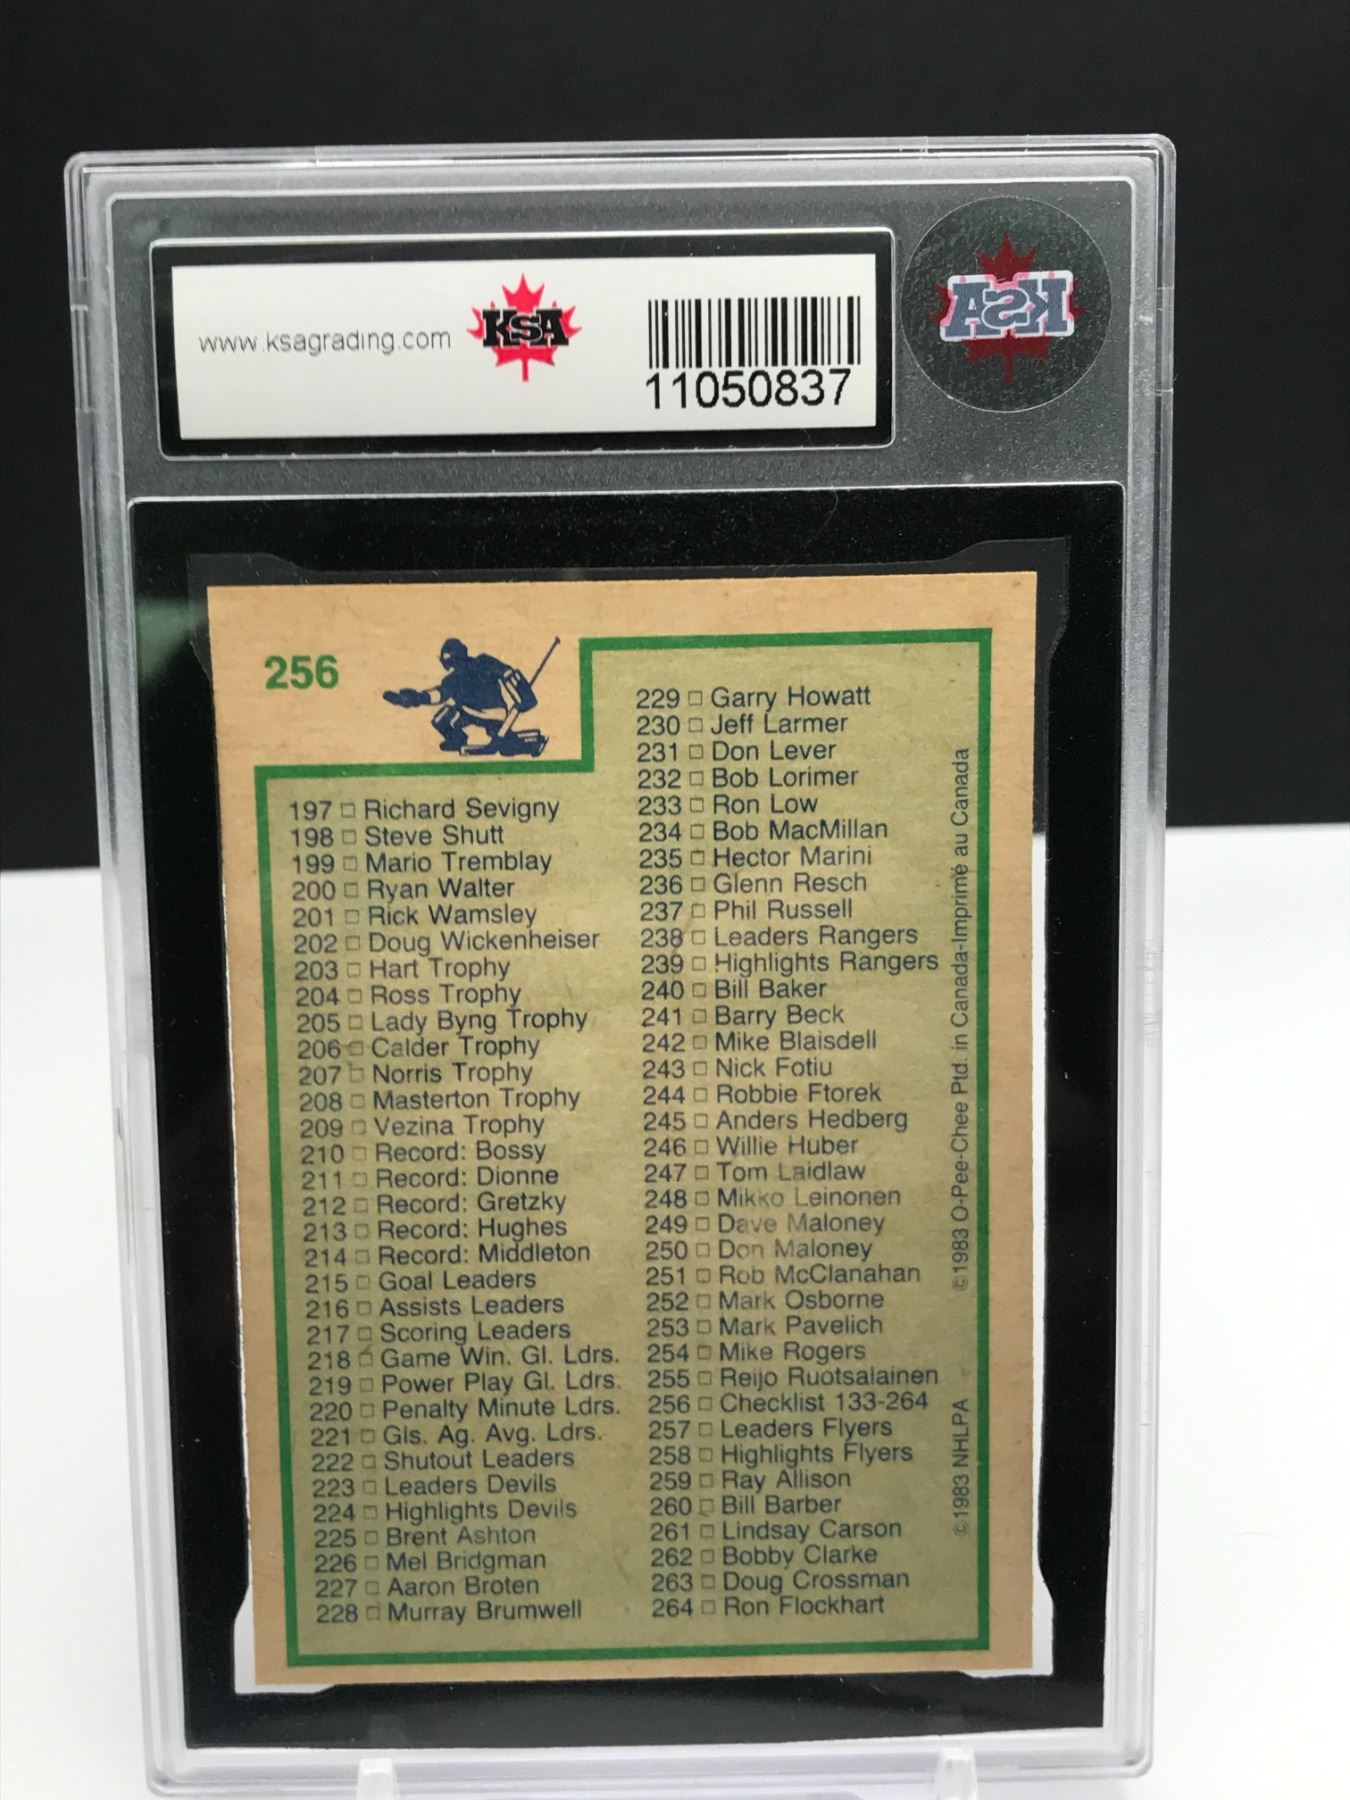 www.ksagrading.com
KSA
11050837
KSA
256
197 □ Richard Sevigny
198 □ Steve Shutt
199 □ Mario Tremblay
200 □ Ryan Walter
201 □ Rick Wamsley
202 □ Doug Wickenheiser
203 □ Hart Trophy
204 □ Ross Trophy
205 □ Lady Byng Trophy
206 □ Calder Trophy
207 □ Norris Trophy
208 □ Masterton Trophy
209 □ Vezina Trophy
210 □ Record: Bossy
211 □ Record: Dionne
212 □ Record: Gretzky
213 □ Record: Hughes
214 □ Record: Middleton
215 □ Goal Leaders
216 □ Assists Leaders
217 □ Scoring Leaders
218 □ Game Win. Gl. Ldrs.
219 □ Power Play Gl. Ldrs.
220 □ Penalty Minute Ldrs.
221 □ Gls. Ag. Avg. Ldrs.
222 □ Shutout Leaders
223 □ Leaders Devils
224 □ Highlights Devils
225 □ Brent Ashton
226 □ Mel Bridgman
227 □ Aaron Broten
228 □ Murray Brumwell
229 □ Garry Howatt
230 □ Jeff Larmer
231 □ Don Lever
232 □ Bob Lorimer
233 □ Ron Low
234 □ Bob MacMillan
235 □ Hector Marini
236 □ Glenn Resch
237 □ Phil Russell
238 □ Leaders Rangers
239 □ Highlights Rangers
240 □ Bill Baker
241 □ Barry Beck
242 □ Mike Blaisdell
243 □ Nick Fotiu
244 □ Robbie Ftorek
245 □ Anders Hedberg
246 □ Willie Huber
247 □ Tom Laidlaw
248 □ Mikko Leinonen
249 □ Dave Maloney
250 □ Don Maloney
251 □ Rob McClanahan
252 □ Mark Osborne
253 □ Mark Pavelich
254 □ Mike Rogers
255 □ Reijo Ruotsalainen
256 □ Checklist 133-264
257 □ Leaders Flyers
258 □ Highlights Flyers
259 □ Ray Allison
260 □ Bill Barber
261 □ Lindsay Carson
262 □ Bobby Clarke
263 □ Doug Crossman
264 □ Ron Flockhart
©1983 NHLPA ©1983 O-Pee-Chee Ptd. in Canada-Imprimé au Canada